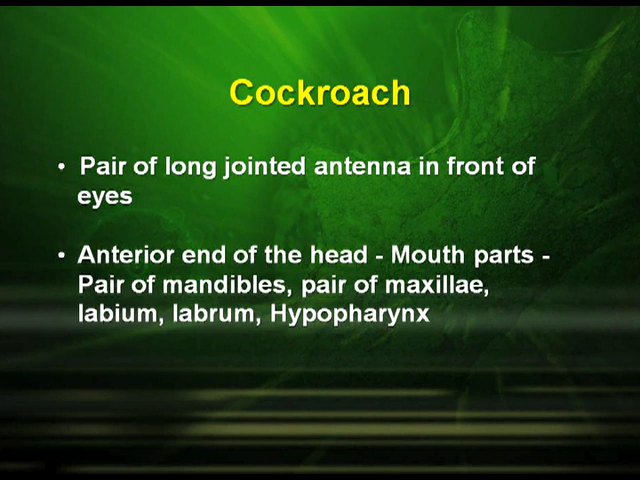 Cockroach
• Pair of long jointed antenna in front of
eyes
• Anterior end of the head - Mouth parts -
Pair of mandibles, pair of maxillae,
labium, labrum, Hypopharynx